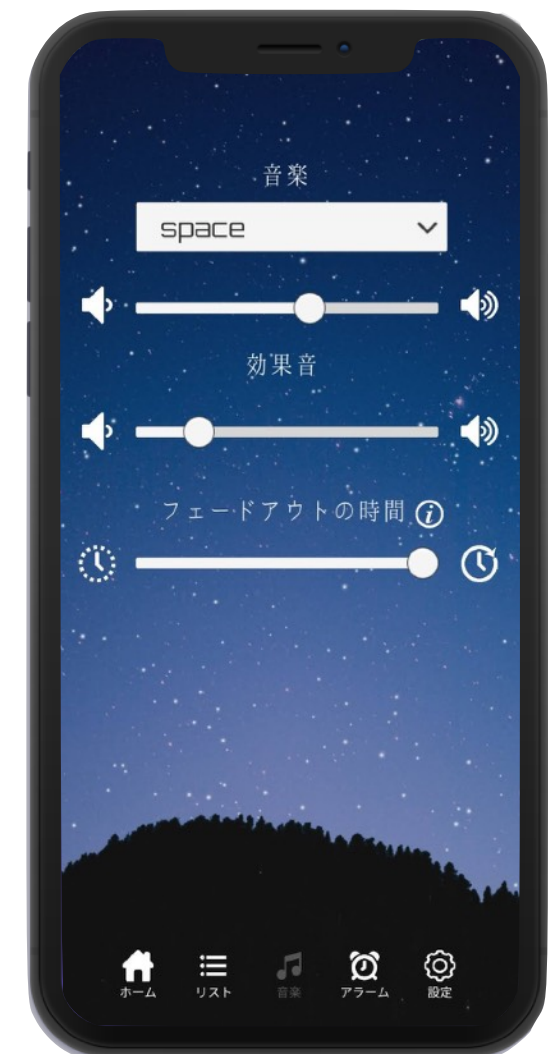 音楽
space
効果音
フェードアウトの時間
ホーム
リスト
音楽
アラーム
設定